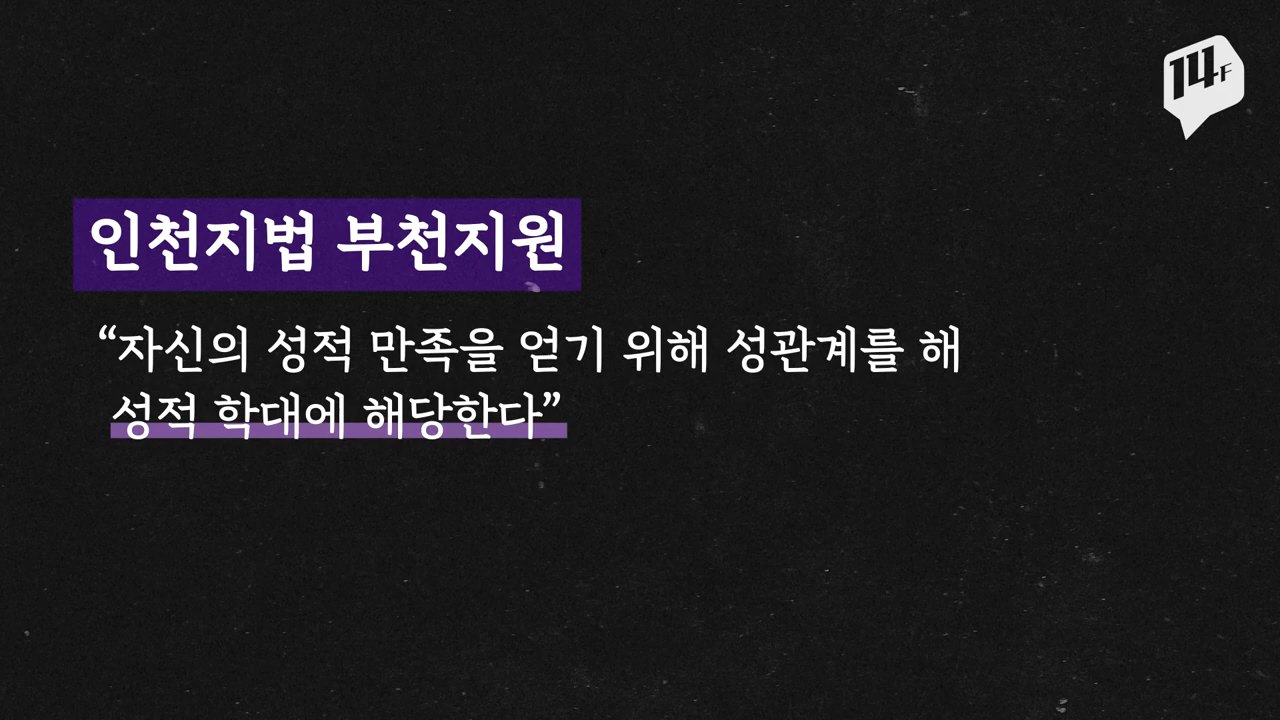 14F
인천지법 부천지원
“자신의 성적 만족을 얻기 위해 성관계를 해
성적 학대에 해당한다”